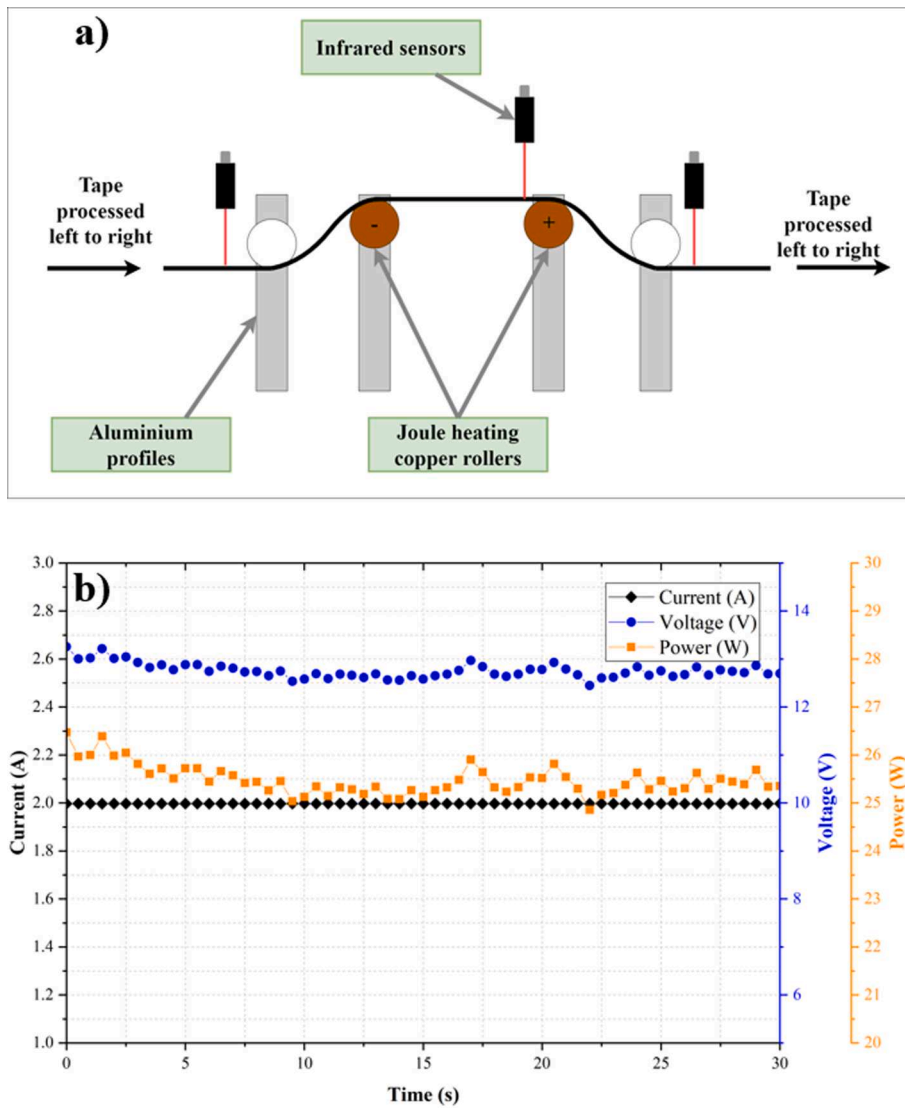 a)
Infrared sensors
Tape
processed
left to right
Tape
processed
left to right
-
+
Aluminium
profiles
Joule heating
copper rollers
b)
Current (A)
Voltage (V)
Power (W)
3.0
2.8
2.6
2.4
2.2
2.0
1.8
1.6
1.4
1.2
1.0
Current (A)
14
12
10
8
6
Voltage (V)
30
29
28
27
26
25
24
23
22
21
20
Power (W)
0
5
10
15
20
25
30
Time (s)